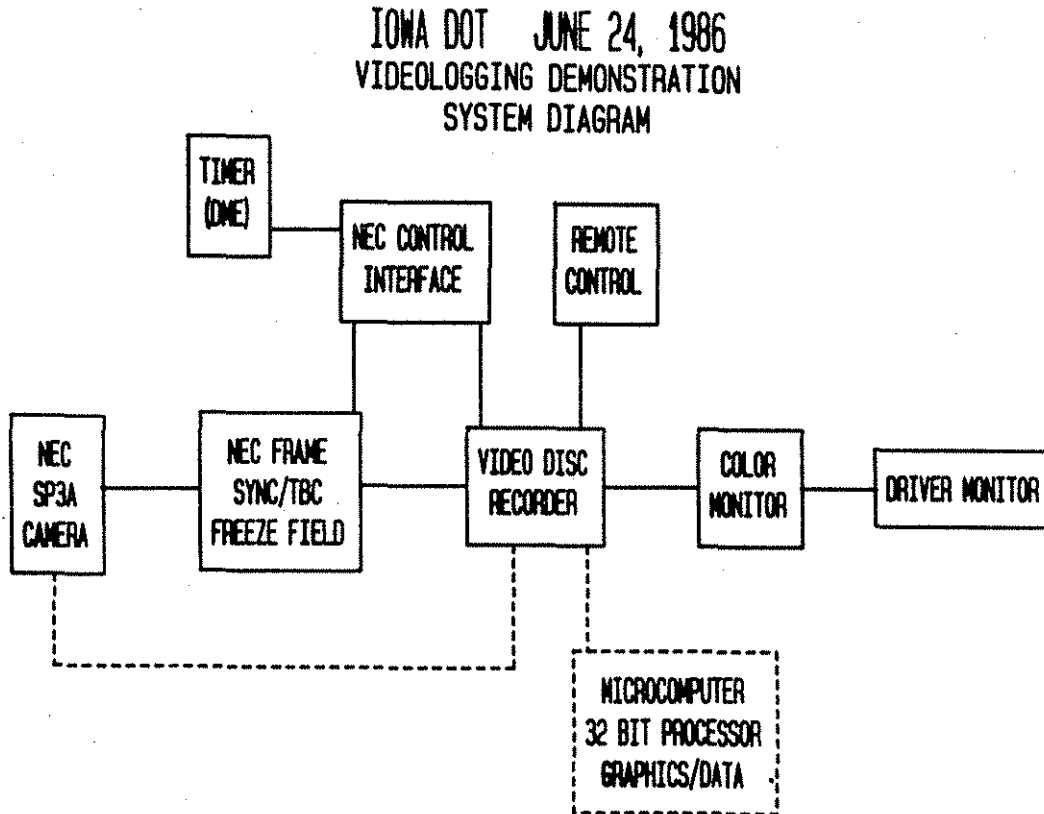 IOWA DOT JUNE 24, 1986
VIDEOLOGGING DEMONSTRATION
SYSTEM DIAGRAM
TIMER
(DME)
NEC CONTROL
INTERFACE
REMOTE
CONTROL
NEC
SP3A
CAMERA
NEC FRAME
SYNC/TBC
FREEZE FIELD
VIDEO DISC
RECORDER
COLOR
MONITOR
DRIVER MONITOR
MICROCOMPUTER
32 BIT PROCESSOR
GRAPHICS/DATA